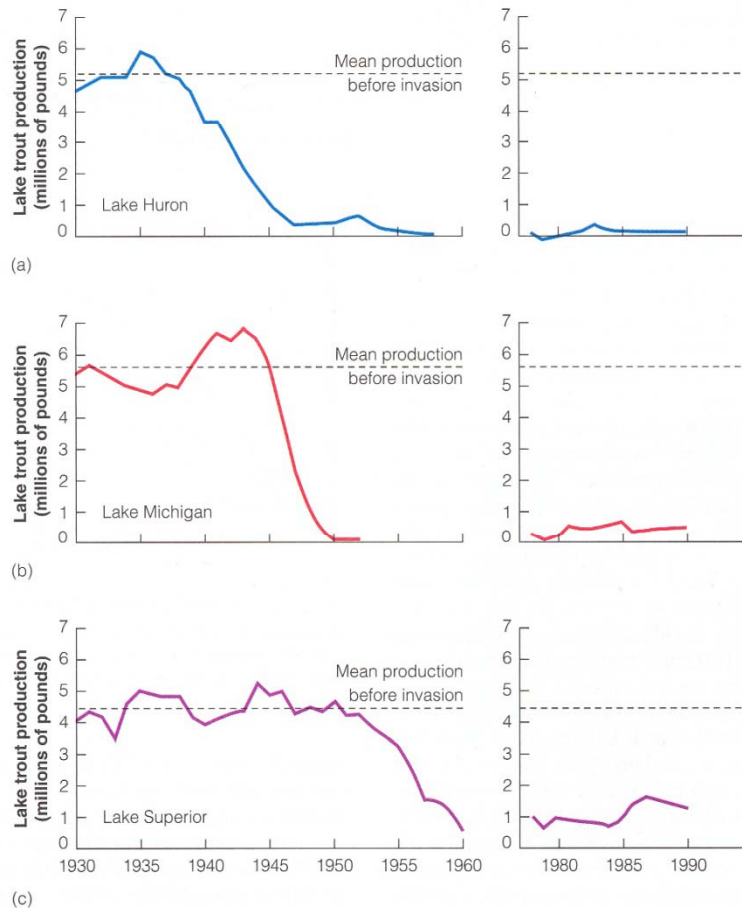 Lake trout production
(millions of pounds)
7
6
5
4
3
2
1
0
Mean production
before invasion
Lake Huron
7
6
5
4
3
2
1
0
(a)
Lake trout production
(millions of pounds)
7
6
5
4
3
2
1
0
Mean production
before invasion
Lake Michigan
7
6
5
4
3
2
1
0
(b)
Lake trout production
(millions of pounds)
7
6
5
4
3
2
1
0
Mean production
before invasion
Lake Superior
7
6
5
4
3
2
1
0
1930 1935 1940 1945 1950 1955 1960 1980 1985 1990
(c)